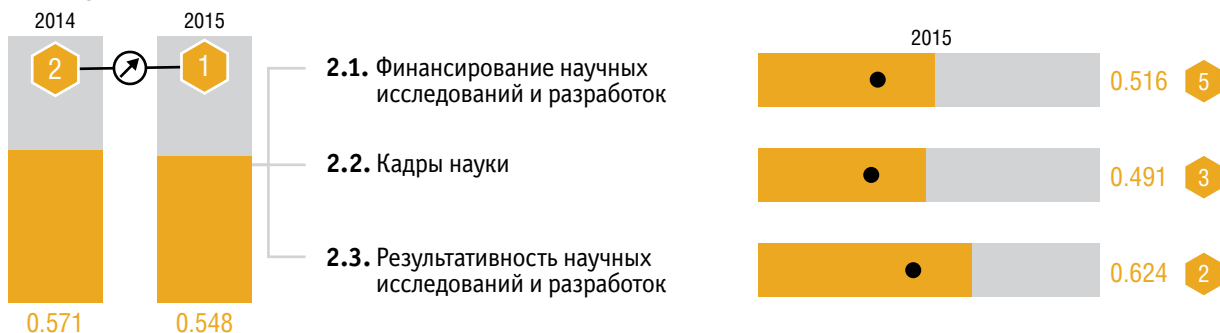 2014 2015
2 1
0.571 0.548
2.1. Финансирование научных
исследований и разработок
2.2. Кадры науки
2.3. Результативность научных
исследований и разработок
2015
0.516 5
0.491 3
0.624 2